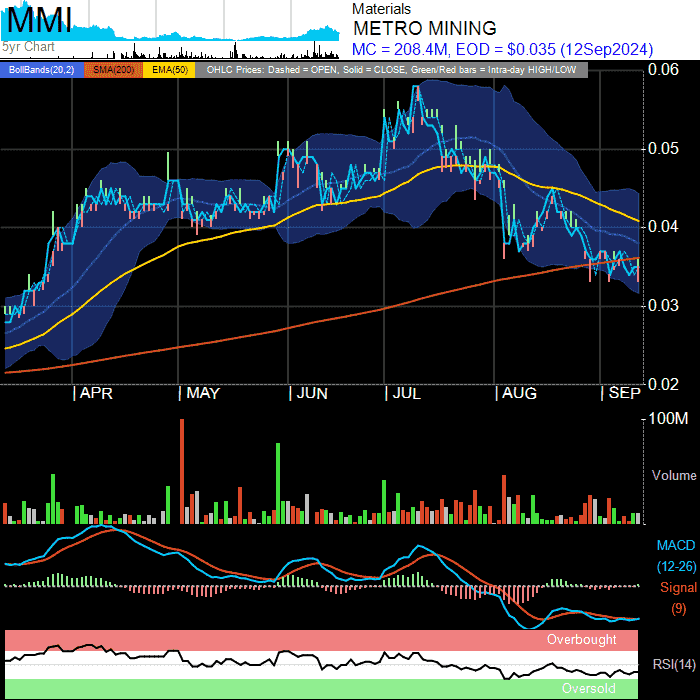 MMI
5yr Chart
Materials
METRO MINING
MC = 208.4M, EOD = $0.035 (12Sep2024)
BollBands(20,2) SMA(200) EMA(50) OHLC Prices: Dashed = OPEN, Solid = CLOSE, Green/Red bars = Intra-day HIGH/LOW
0.06
0.05
0.04
0.03
0.02
APR MAY JUN JUL AUG SEP
100M
Volume
MACD
(12-26)
Signal
(9)
Overbought
RSI(14)
Oversold